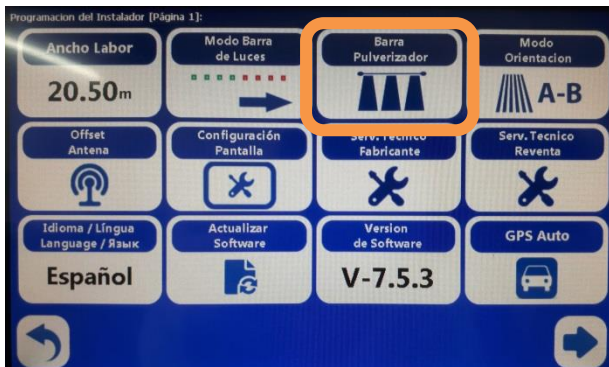 Programacion del Instalador [Página 1]:
Ancho Labor
20.50m
Modo Barra
de Luces
Barra
Pulverizador
Modo
Orientacion
A-B
Offset
Antena
Configuración
Pantalla
Serv. Tecnico
Fabricante
Serv. Tecnico
Reventa
Idioma / Língua
Language / Язык
Español
Actualizar
Software
Version
de Software
V-7.5.3
GPS Auto